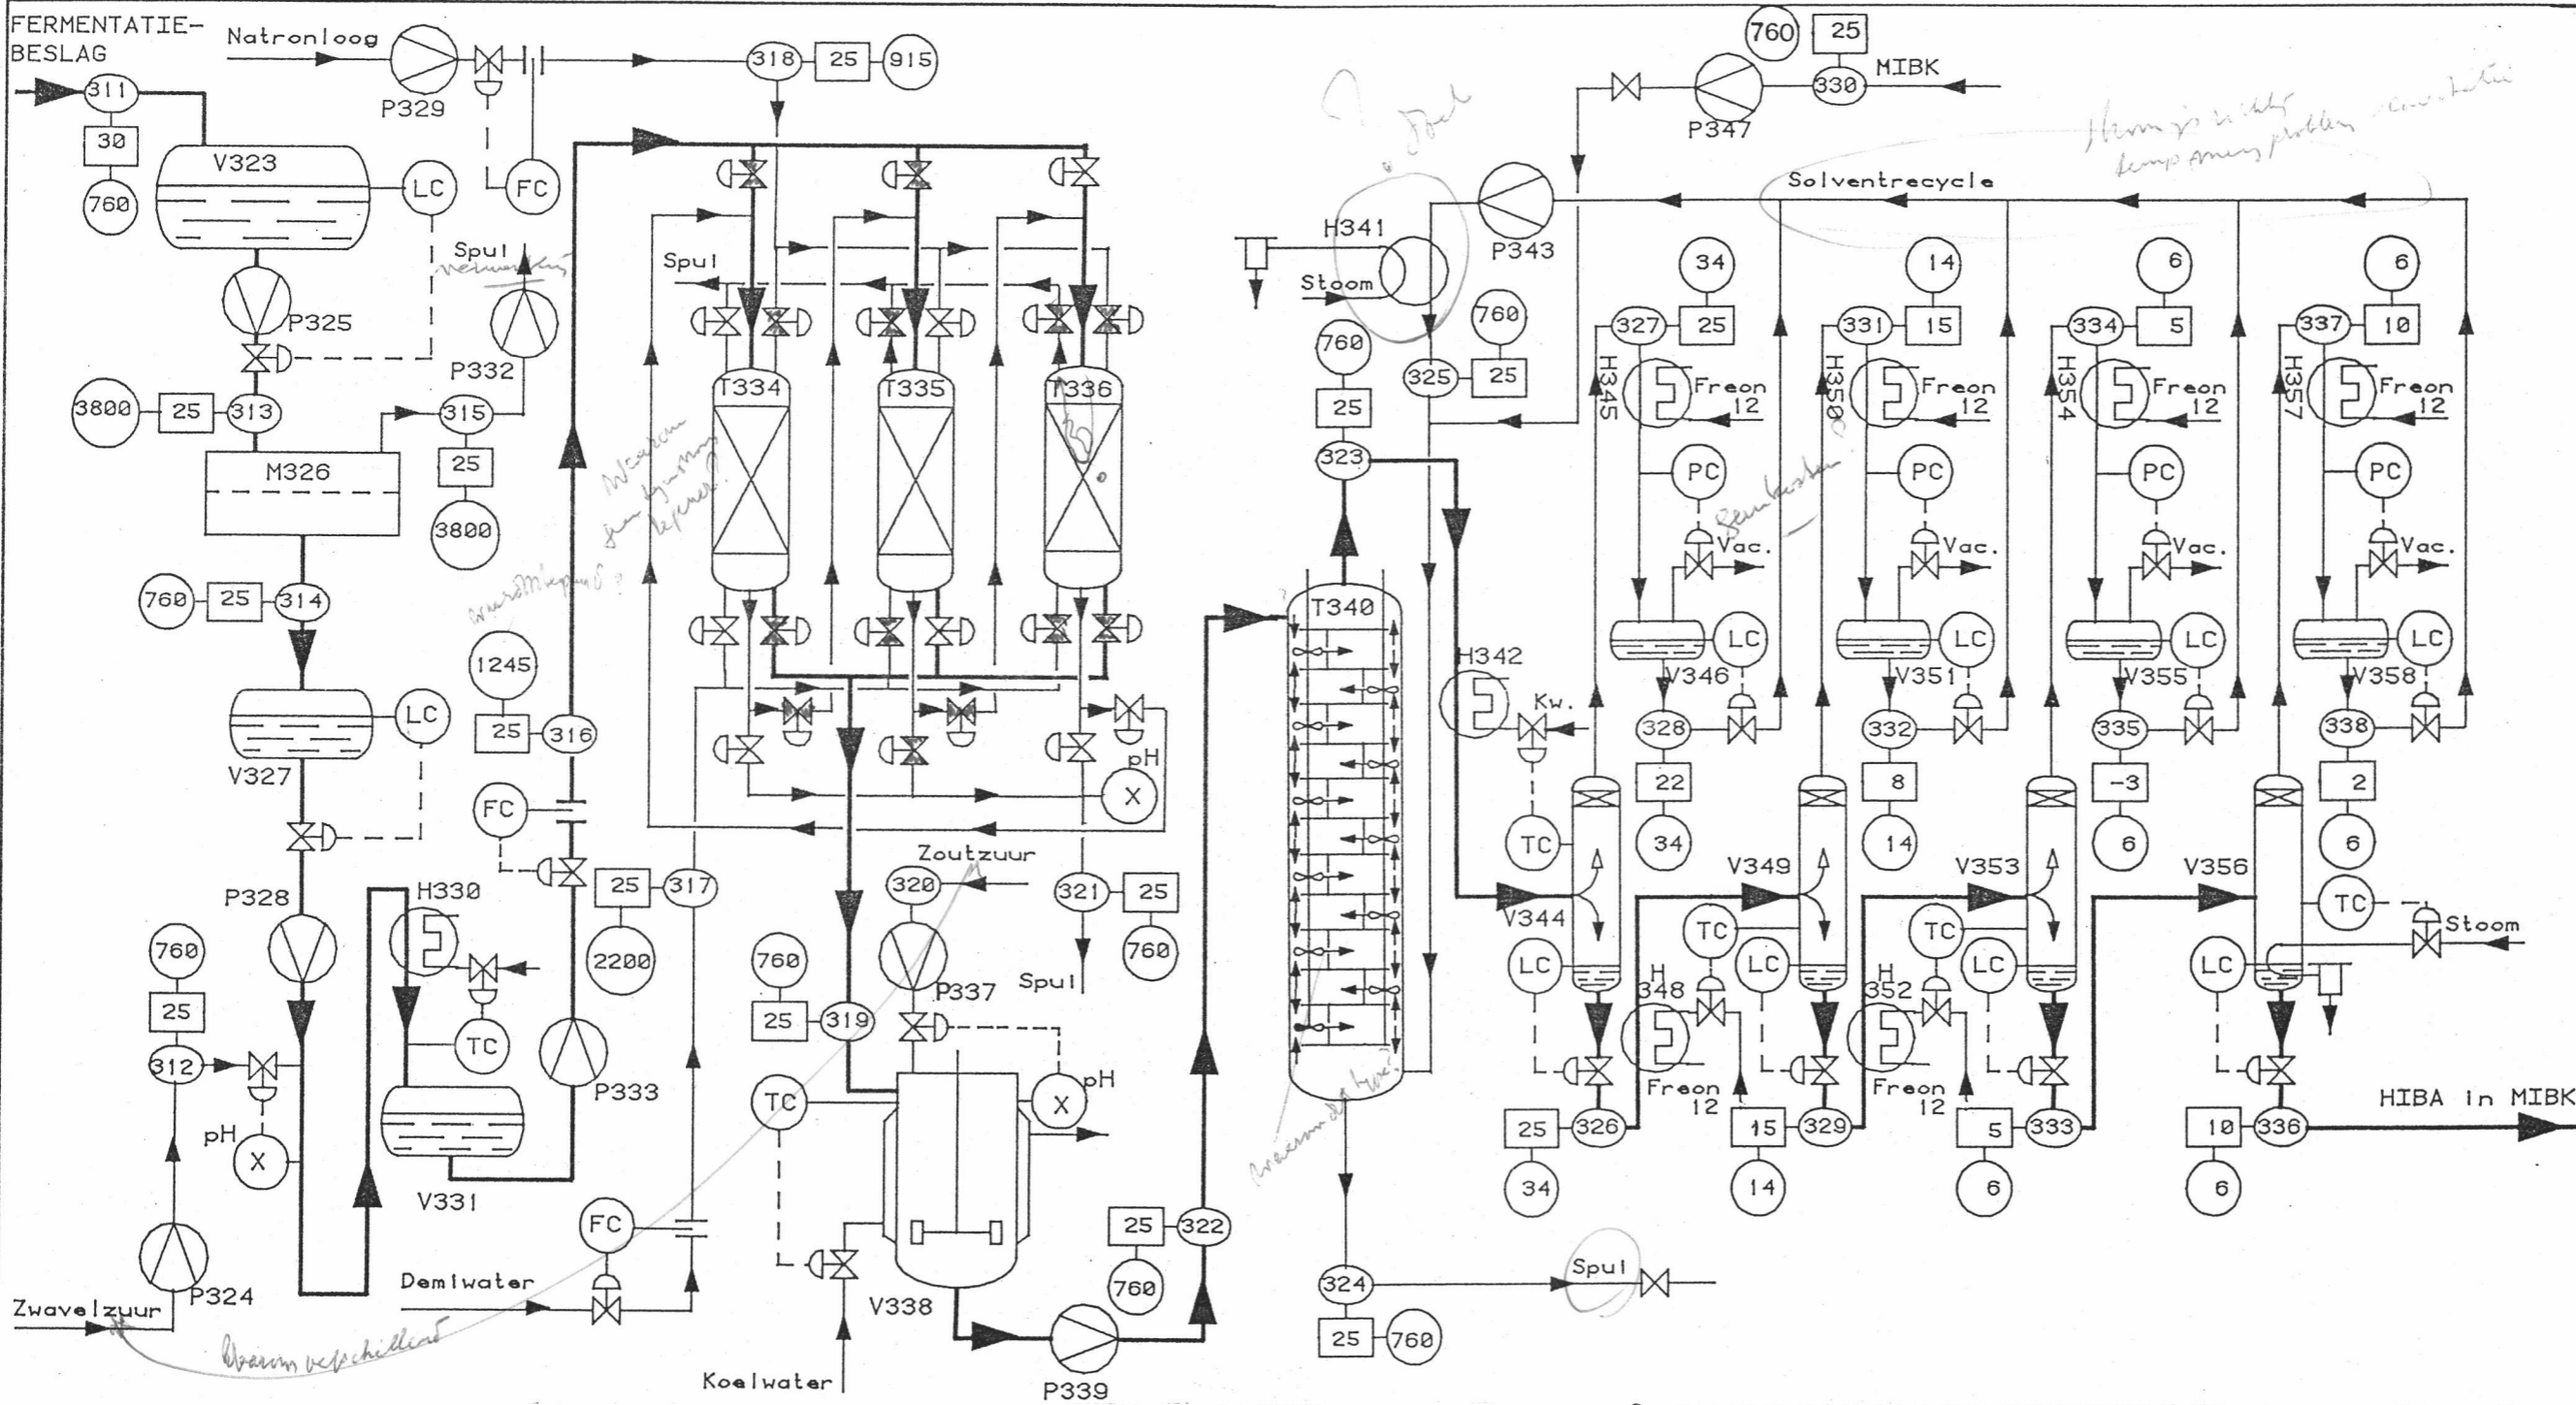 FERMENTATIE-
BESLAG
Natronloog
P329
311
30
760
V323
LC
FC
318
25
915
P325
Spul
P332
3800
25
313
315
25
3800
M326
760
25
314
V327
LC
P328
1245
25
316
FC
H330
TC
V331
P333
760
25
312
pH
X
P324
Zwavelzuur
Waarom verschillend
Spul
T334
T335
T336
pH
X
25
317
2200
Zoutzuur
320
P337
760
25
319
321
25
760
Spul
TC
pH
X
FC
Demiwater
V338
Koelwater
P339
25
322
760
760
25
330
MIBK
P347
Solventrecycle
P343
H341
Stoom
760
25
323
760
325
25
T340
324
25
760
Spul
H342
Kw.
TC
V344
LC
34
327
25
H345
Freon
12
PC
Vac.
LC
V346
328
22
34
14
331
15
H350
Freon
12
PC
Vac.
LC
V351
332
8
14
6
334
5
H354
Freon
12
PC
Vac.
LC
V355
335
-3
6
6
337
10
H357
Freon
12
PC
Vac.
LC
V358
338
2
6
V349
TC
LC
H
348
Freon
12
V353
TC
LC
H
352
Freon
12
V356
TC
Stoom
LC
25
326
34
15
329
14
5
333
6
10
336
6
HIBA in MIBK